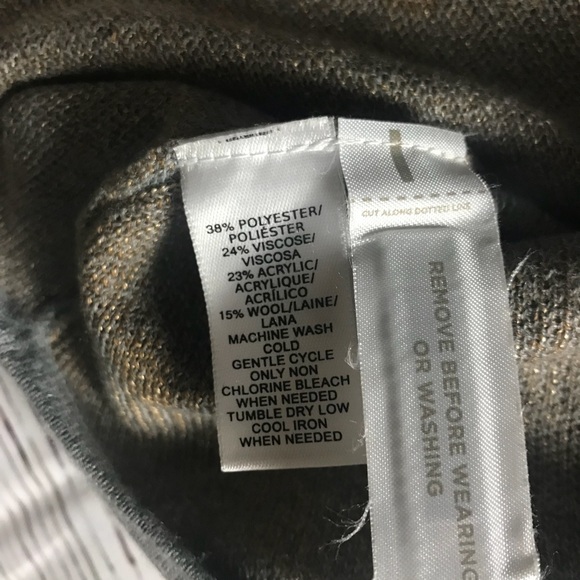 38% POLYESTER/
POLIÉSTER
24% VISCOSE/
VISCOSA
23% ACRYLIC/
ACRYLIQUE/
ACRÍLICO
15% WOOL/LAINE/
LANA
MACHINE WASH
COLD
GENTLE CYCLE
ONLY NON
CHLORINE BLEACH
WHEN NEEDED
TUMBLE DRY LOW
COOL IRON
WHEN NEEDED
CUT ALONG DOTTED LINE
REMOVE BEFORE WEARING
OR WASHING